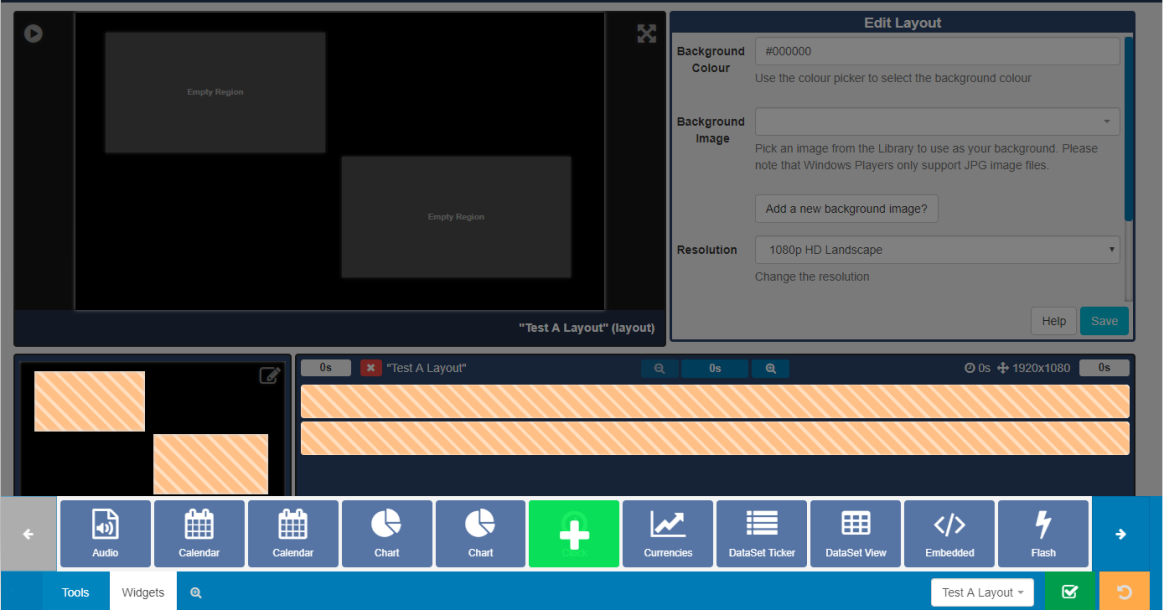 Edit Layout
Background
Colour
#000000
Use the colour picker to select the background colour
Empty Region
Background
Image
Pick an image from the Library to use as your background. Please
note that Windows Players only support JPG image files.
Add a new background image?
Empty Region
Resolution
1080p HD Landscape
Change the resolution
Help
Save
"Test A Layout" (layout)
0s
"Test A Layout"
0s
0s
1920x1080
0s
Audio
Calendar
Calendar
Chart
Chart
Currencies
DataSet Ticker
DataSet View
Embedded
Flash
Tools
Widgets
Test A Layout